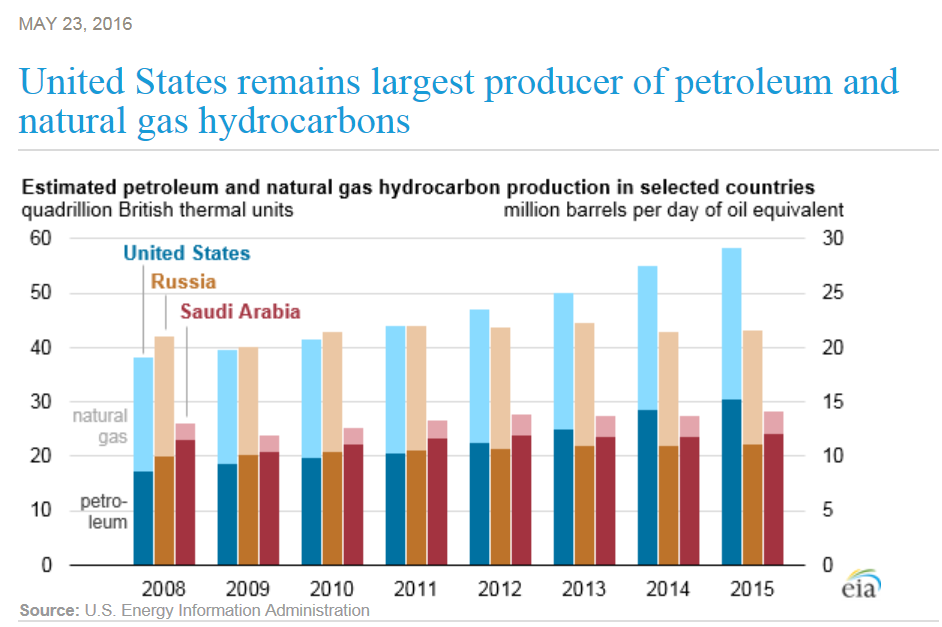 MAY 23, 2016
United States remains largest producer of petroleum and
natural gas hydrocarbons
Estimated petroleum and natural gas hydrocarbon production in selected countries
quadrillion British thermal units
million barrels per day of oil equivalent
60
50
40
30
20
10
0
United States
Russia
Saudi Arabia
natural
gas
petro-
leum
30
25
20
15
10
5
0
2008 2009 2010 2011 2012 2013 2014 2015
eia
Source: U.S. Energy Information Administration